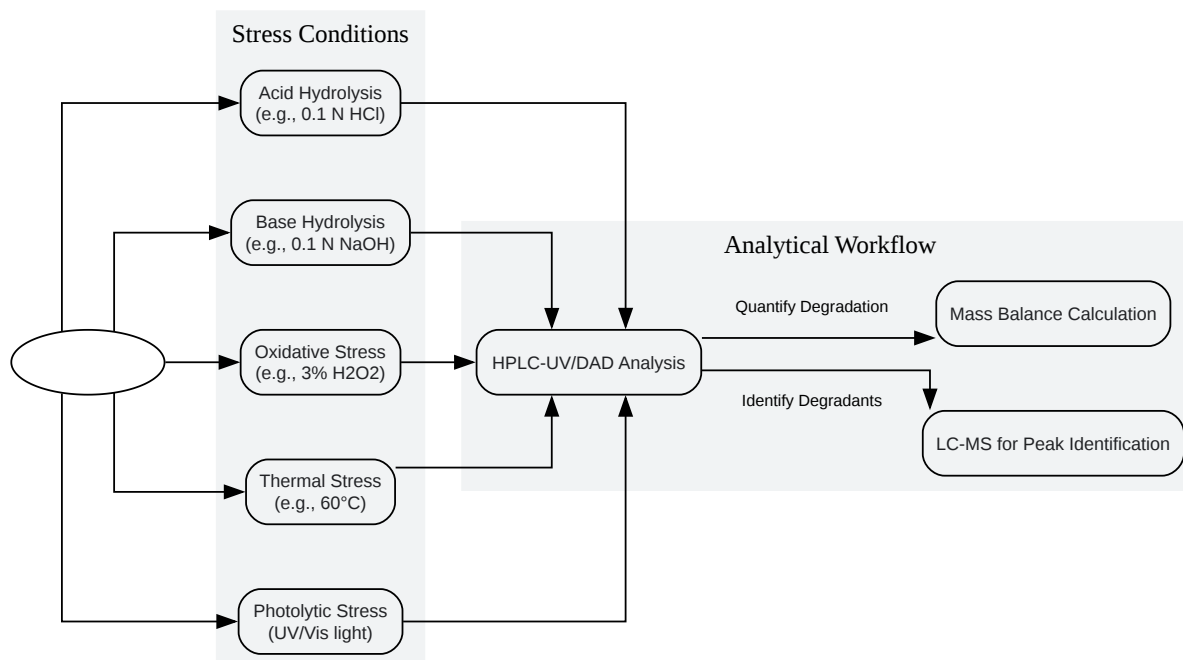 Stress Conditions
Acid Hydrolysis
(e.g., 0.1 N HCl)
Base Hydrolysis
(e.g., 0.1 N NaOH)
Oxidative Stress
(e.g., 3% H2O2)
Thermal Stress
(e.g., 60°C)
Photolytic Stress
(UV/Vis light)
Analytical Workflow
HPLC-UV/DAD Analysis
Quantify Degradation
Identify Degradants
Mass Balance Calculation
LC-MS for Peak Identification